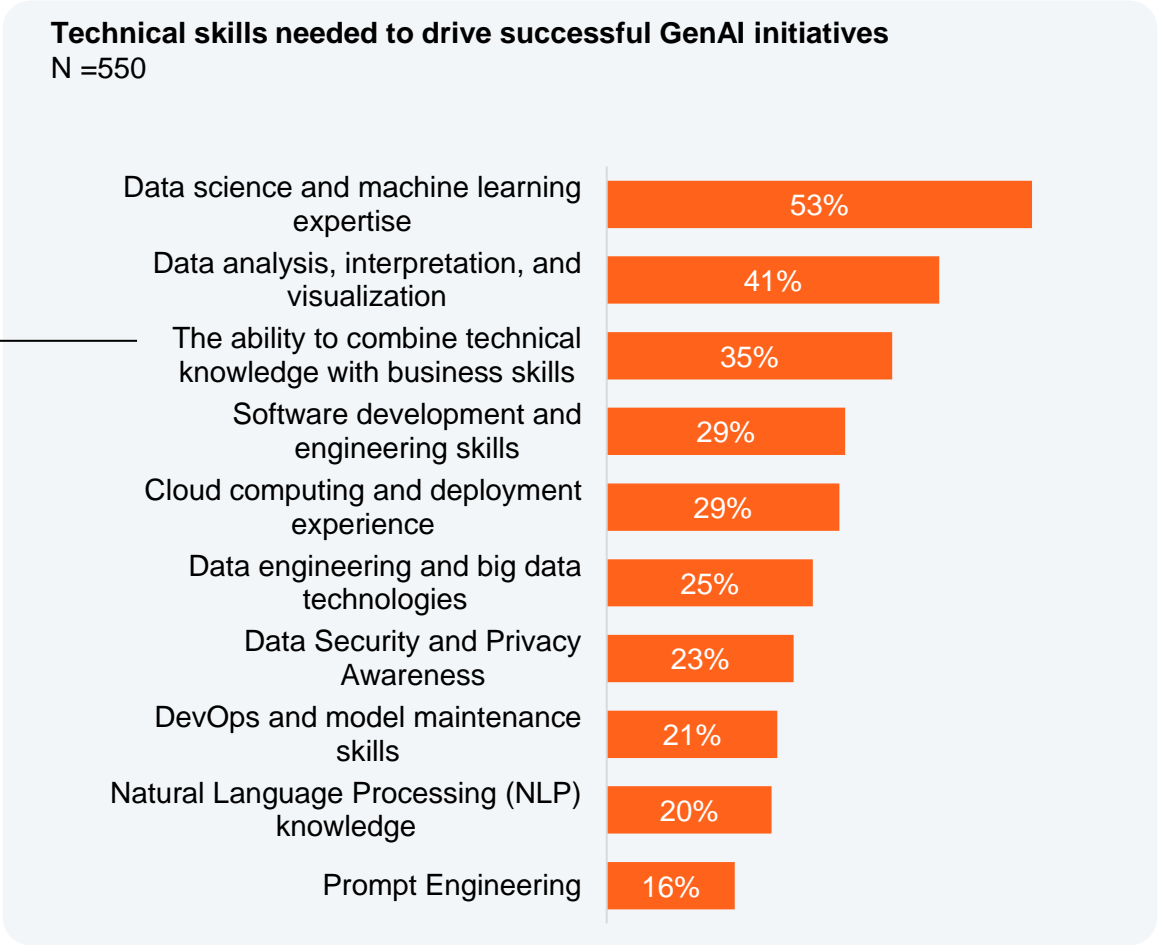 Technical skills needed to drive successful GenAI initiatives
N =550
Data science and machine learning
expertise
53%
Data analysis, interpretation, and
visualization
41%
The ability to combine technical
knowledge with business skills
35%
Software development and
engineering skills
29%
Cloud computing and deployment
experience
29%
Data engineering and big data
technologies
25%
Data Security and Privacy
Awareness
23%
DevOps and model maintenance
skills
21%
Natural Language Processing (NLP)
knowledge
20%
Prompt Engineering
16%